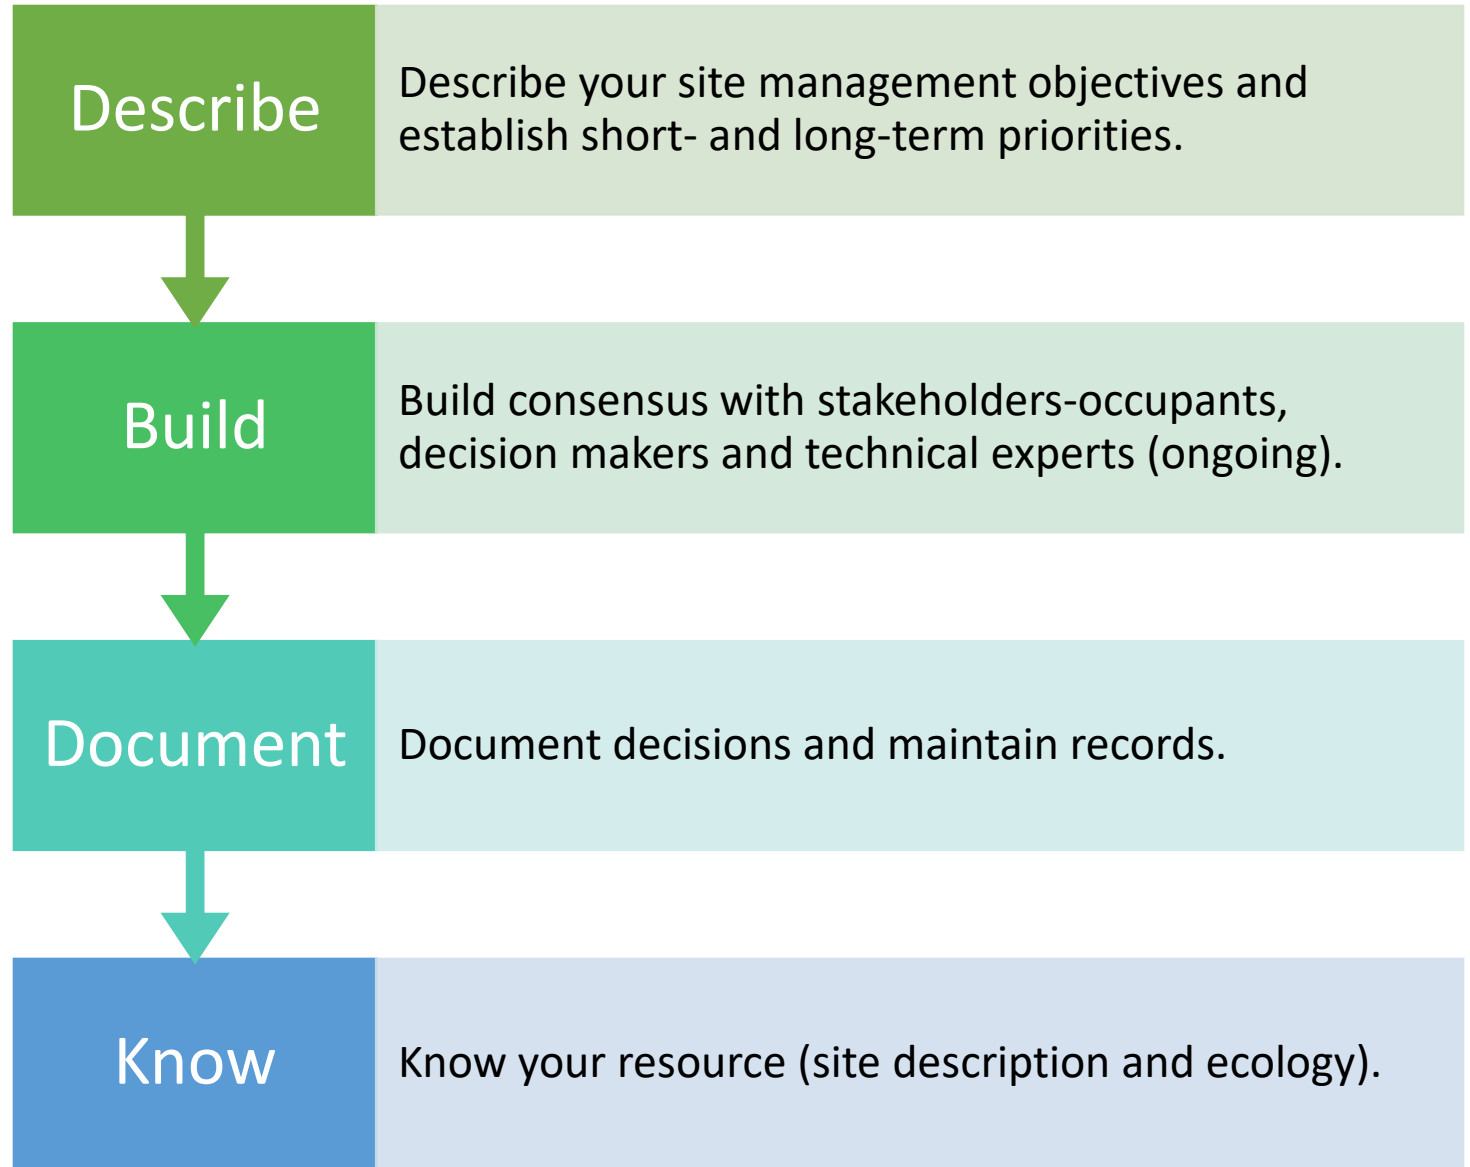 Describe
Describe your site management objectives and
establish short- and long-term priorities.
Build
Build consensus with stakeholders-occupants,
decision makers and technical experts (ongoing).
Document
Document decisions and maintain records.
Know
Know your resource (site description and ecology).